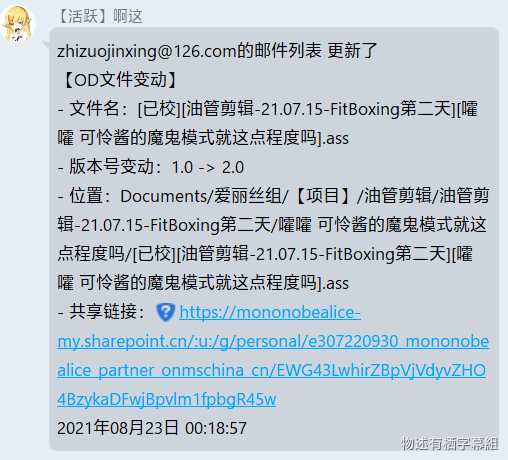 【活跃】啊这
zhizuojinxing@126.com的邮件列表 更新了
【OD文件变动】
- 文件名：[已校][油管剪辑-21.07.15-FitBoxing第二天][嚯
嚯 可怜酱的魔鬼模式就这点程度吗].ass
- 版本号变动：1.0 -> 2.0
- 位置：Documents/爱丽丝组/【项目】/油管剪辑/油管剪
辑-21.07.15-FitBoxing第二天/嚯嚯 可怜酱的魔鬼模式就这
点程度吗/[已校][油管剪辑-21.07.15-FitBoxing第二天][嚯
嚯 可怜酱的魔鬼模式就这点程度吗].ass
- 共享链接：https://mononobealice-
my.sharepoint.cn/:u:/g/personal/e307220930_mononobe
alice_partner_onmschina_cn/EWG43LwhirZBpVjVdyvZHO
4BzykaDFwjBpvlm1fpbgR45w
2021年08月23日 00:18:57
物述有栖字幕組